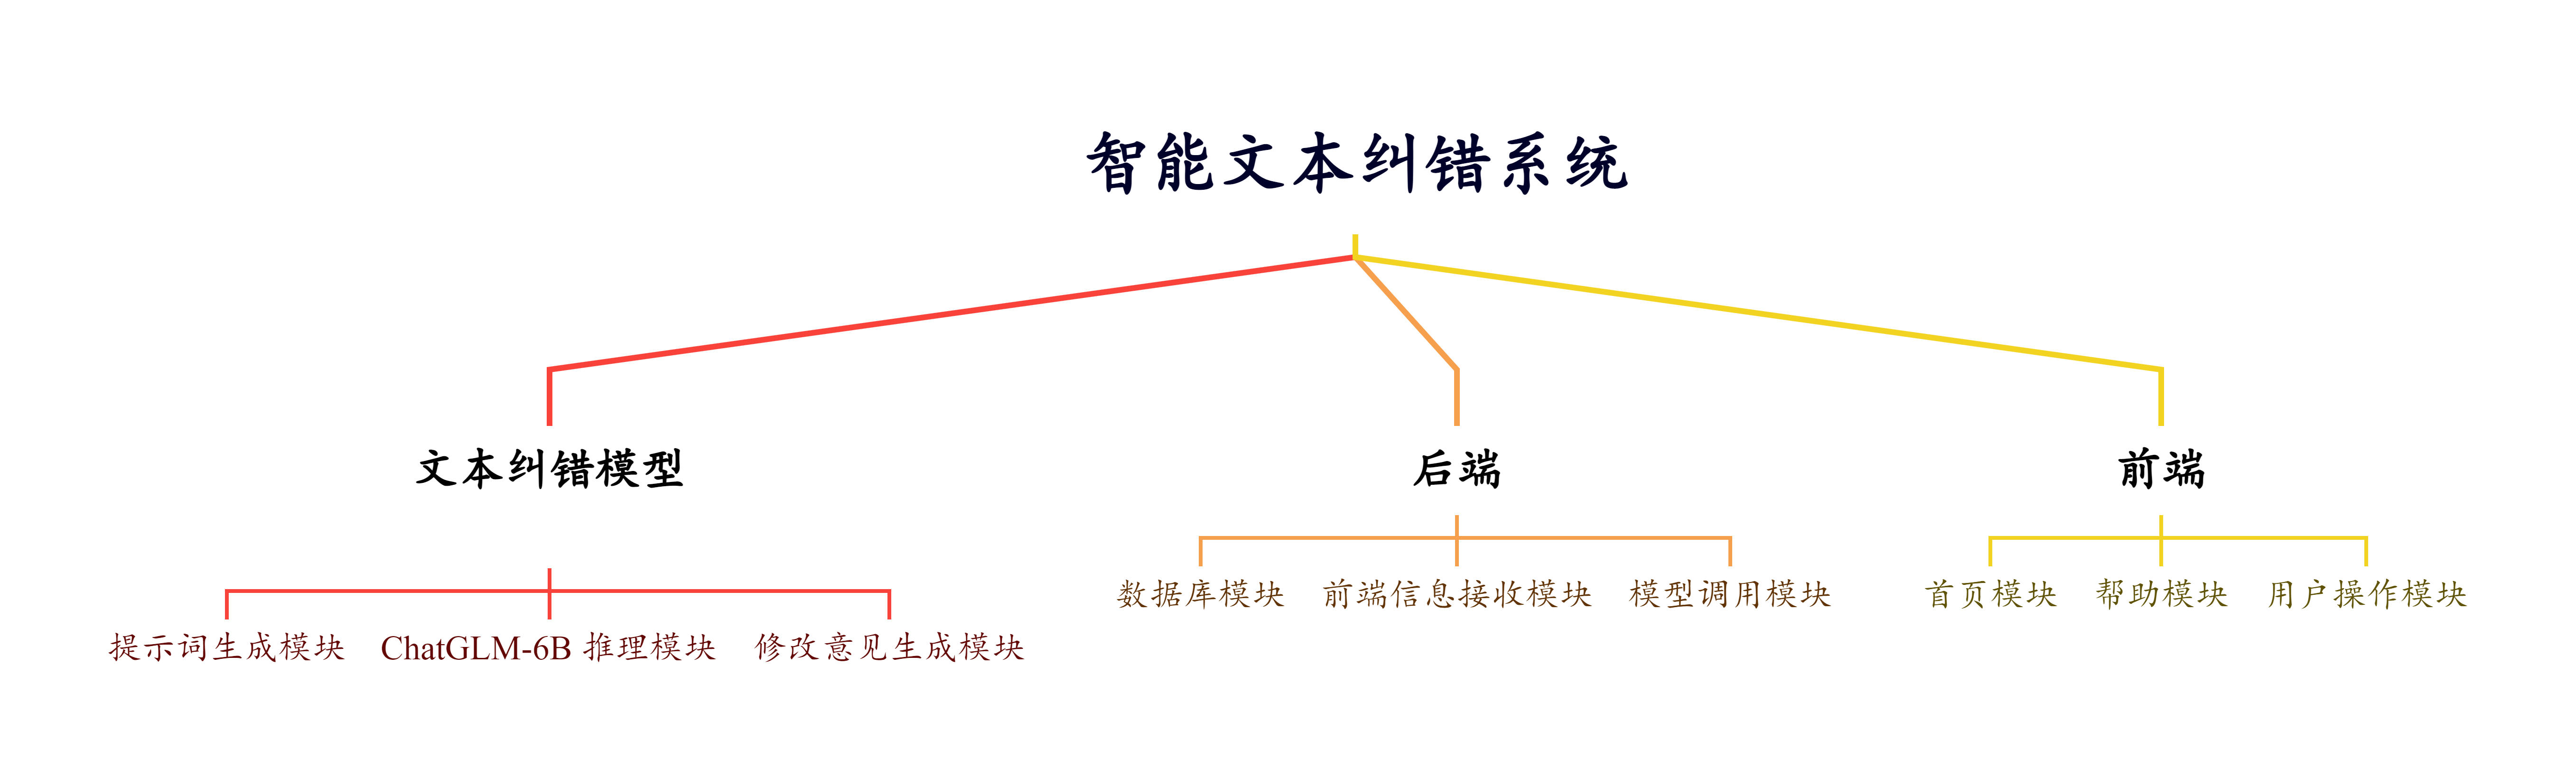 智能文本纠错系统
文本纠错模型
后端
前端
数据库模块
前端信息接收模块
模型调用模块
首页模块
帮助模块
用户操作模块
提示词生成模块
ChatGLM-6B 推理模块
修改意见生成模块